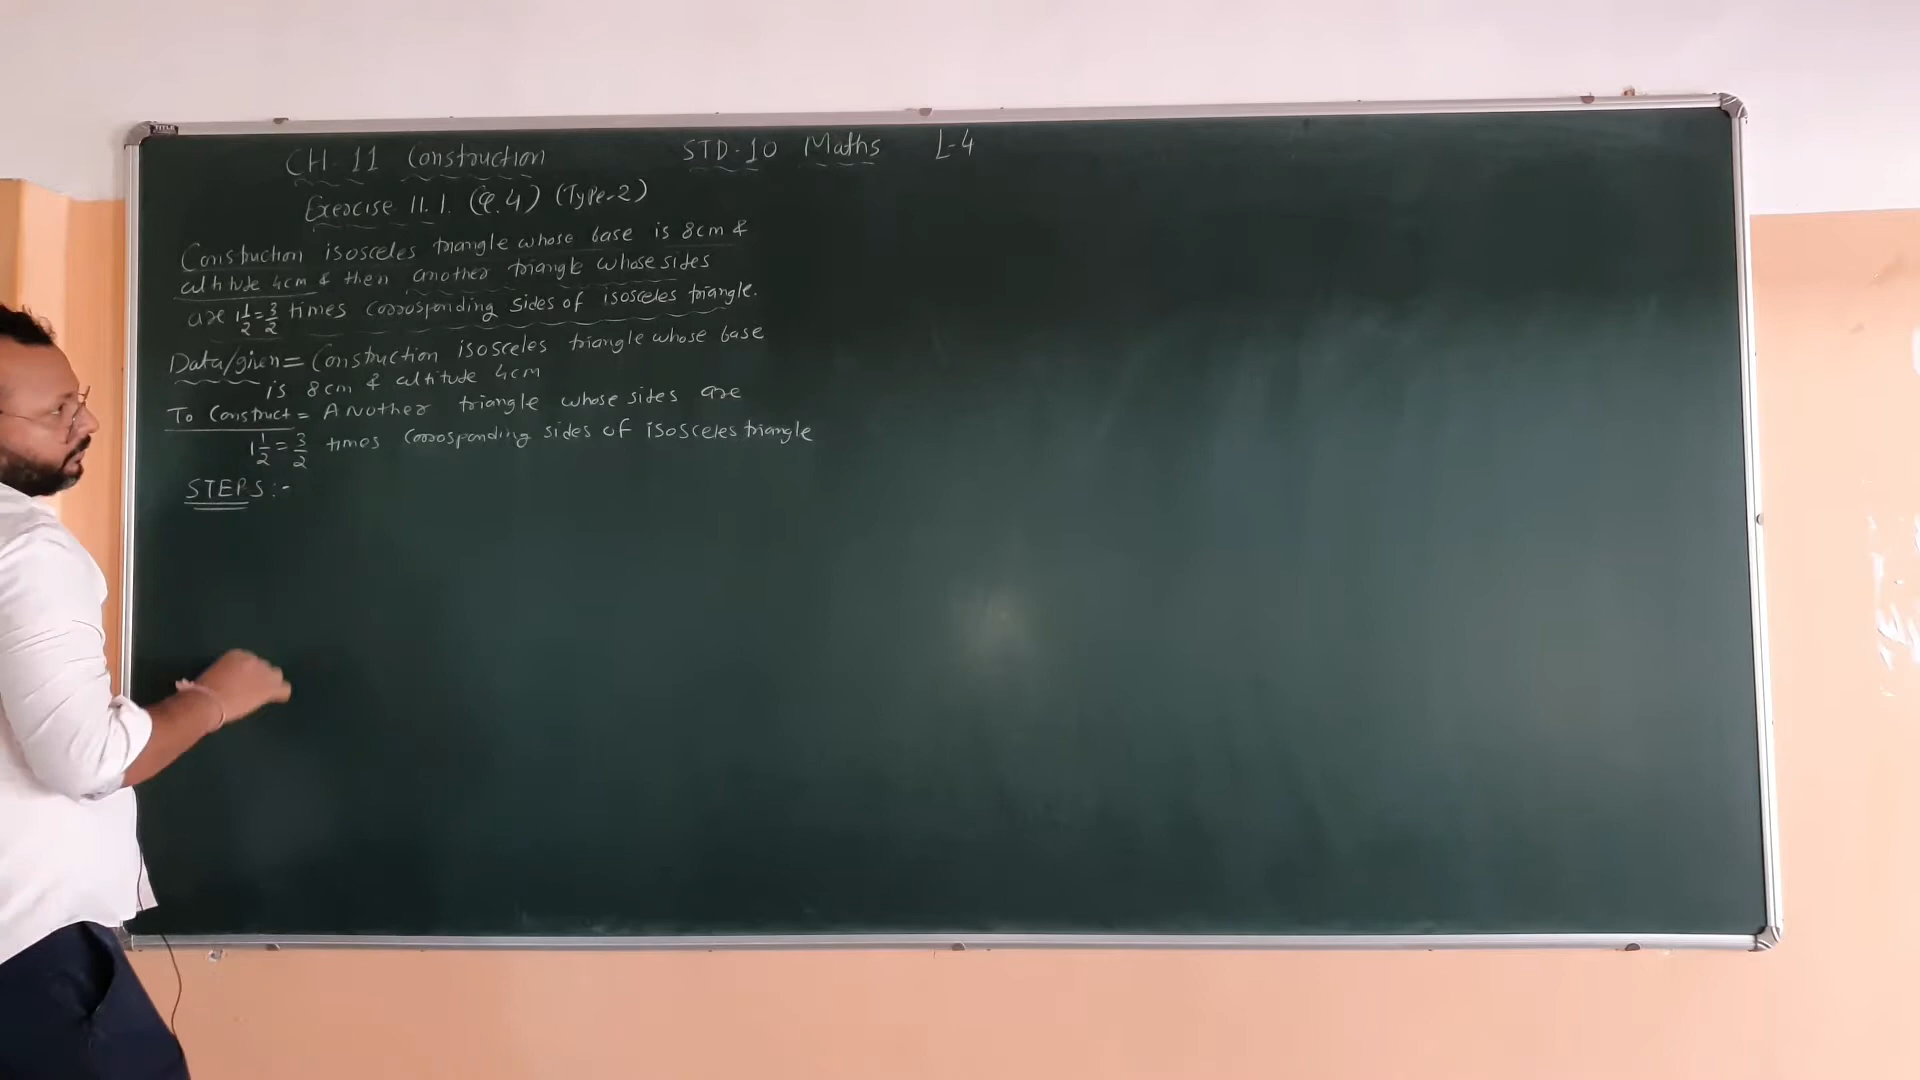 CH-11 Construction STD-10 Maths L-4
Exercise 11.1. (Q.4) (Type-2)
Construction isosceles triangle whose base is 8cm &
altitude 4cm & then another triangle whose sides
are 1 1/2 = 3/2 times corrosponding sides of isosceles triangle.
Data/given = Construction isosceles triangle whose base
is 8cm & altitude 4cm
To Construct = Another triangle whose sides are
1 1/2 = 3/2 times corrosponding sides of isosceles triangle
STEPS :-